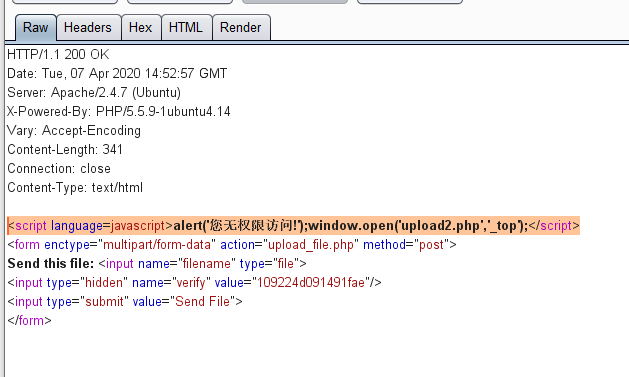 Raw Headers Hex HTML Render
HTTP/1.1 200 OK
Date: Tue, 07 Apr 2020 14:52:57 GMT
Server: Apache/2.4.7 (Ubuntu)
X-Powered-By: PHP/5.5.9-1ubuntu4.14
Vary: Accept-Encoding
Content-Length: 341
Connection: close
Content-Type: text/html
<script language=javascript>alert('您无权限访问!');window.open('upload2.php','_top');</script>
<form enctype="multipart/form-data" action="upload_file.php" method="post">
Send this file: <input name="filename" type="file">
<input type="hidden" name="verify" value="109224d091491fae"/>
<input type="submit" value="Send File">
</form>